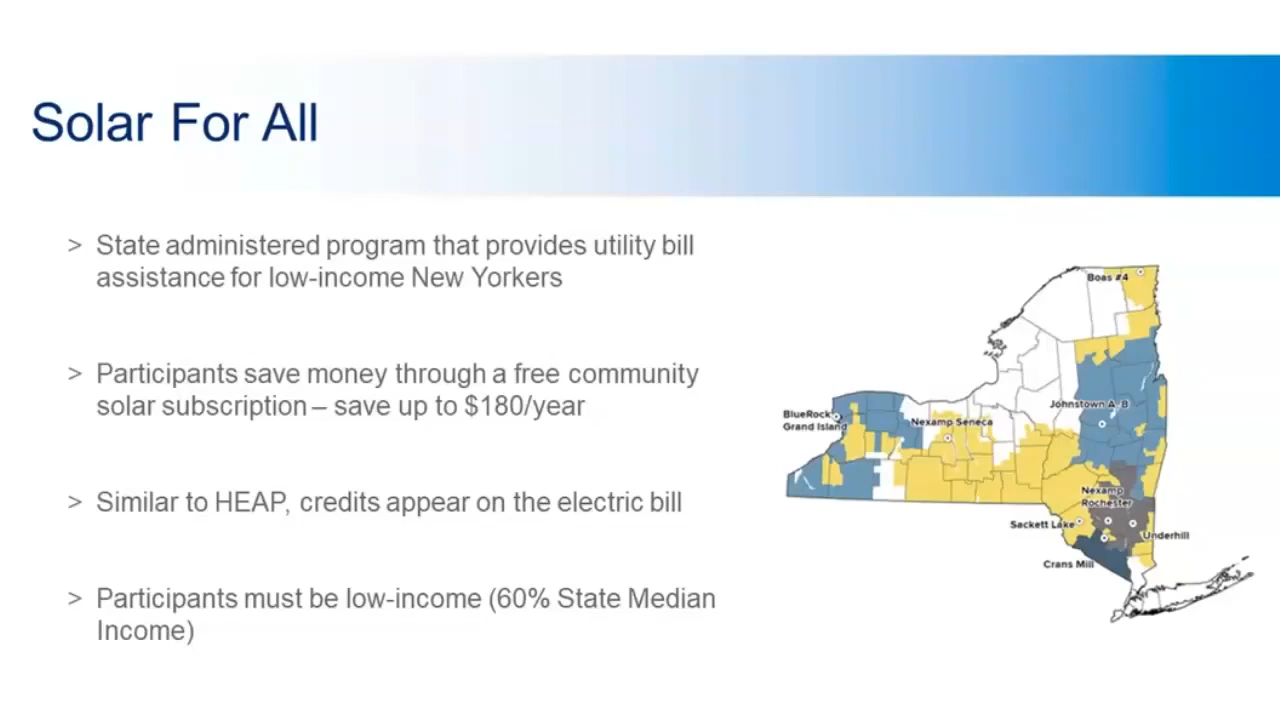 Solar For All
> State administered program that provides utility bill
assistance for low-income New Yorkers
> Participants save money through a free community
solar subscription – save up to $180/year
> Similar to HEAP, credits appear on the electric bill
> Participants must be low-income (60% State Median
Income)
Boas #4
Johnstown A, B
BlueRock
Grand Island
Nexamp Seneca
Nexamp
Rochester
Sackett Lake
Underhill
Crans Mill